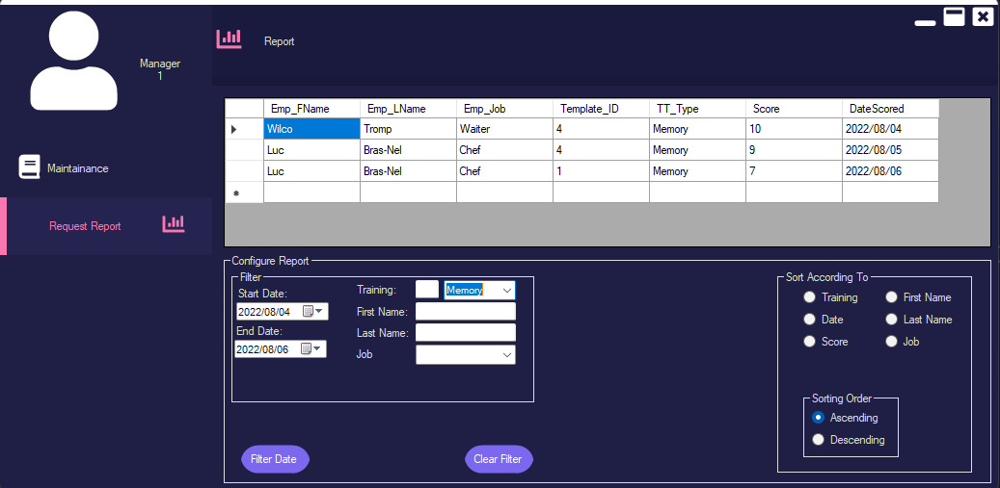 Manager
1
Maintainance
Request Report
Report
Emp_FName Emp_LName Emp_Job Template_ID TT_Type Score DateScored
Wilco Tromp Waiter 4 Memory 10 2022/08/04
Luc Bras-Nel Chef 4 Memory 9 2022/08/05
Luc Bras-Nel Chef 1 Memory 7 2022/08/06
Configure Report
Filter
Start Date:
2022/08/04
End Date:
2022/08/06
Training: Memory
First Name:
Last Name:
Job
Filter Date
Clear Filter
Sort According To
Training First Name
Date Last Name
Score Job
Sorting Order
Ascending
Descending